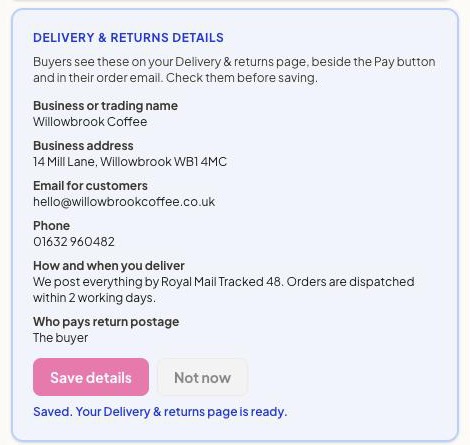 DELIVERY & RETURNS DETAILS
Buyers see these on your Delivery & returns page, beside the Pay button
and in their order email. Check them before saving.
Business or trading name
Willowbrook Coffee
Business address
14 Mill Lane, Willowbrook WB1 4MC
Email for customers
hello@willowbrookcoffee.co.uk
Phone
01632 960482
How and when you deliver
We post everything by Royal Mail Tracked 48. Orders are dispatched
within 2 working days.
Who pays return postage
The buyer
Save details
Not now
Saved. Your Delivery & returns page is ready.